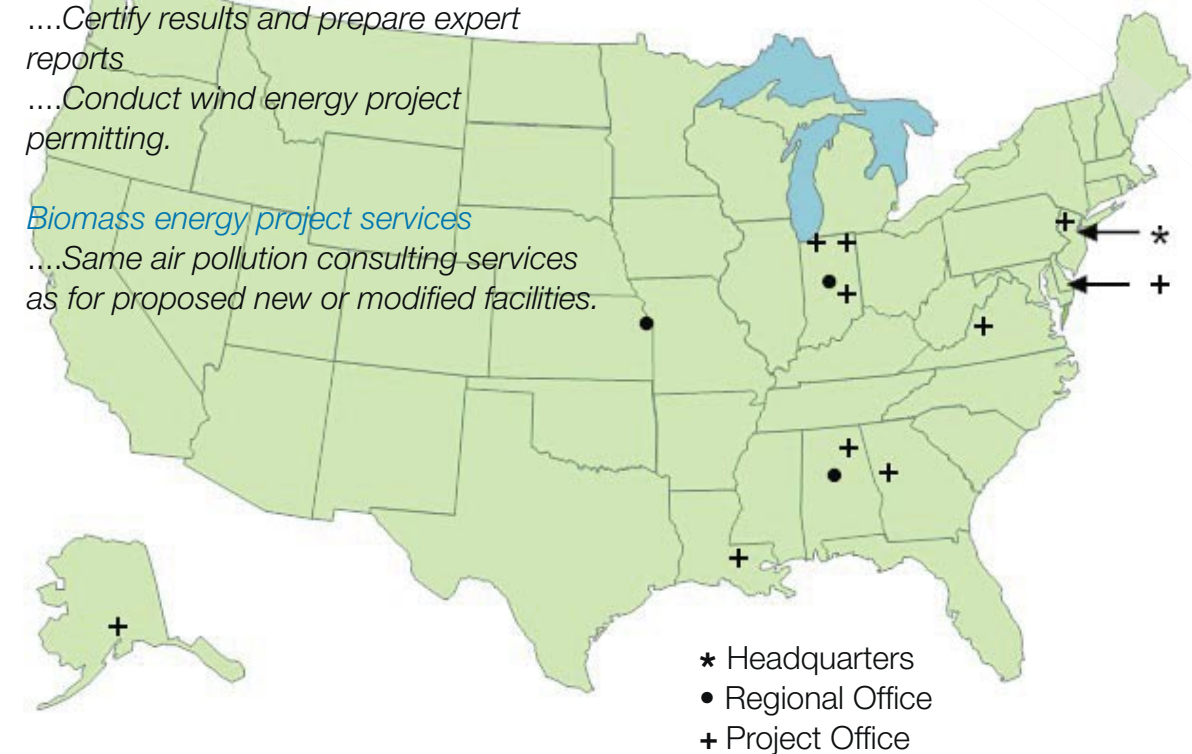 ....Certify results and prepare expert
reports
....Conduct wind energy project
permitting.
Biomass energy project services
....Same air pollution consulting services
as for proposed new or modified facilities.
* Headquarters
• Regional Office
+ Project Office